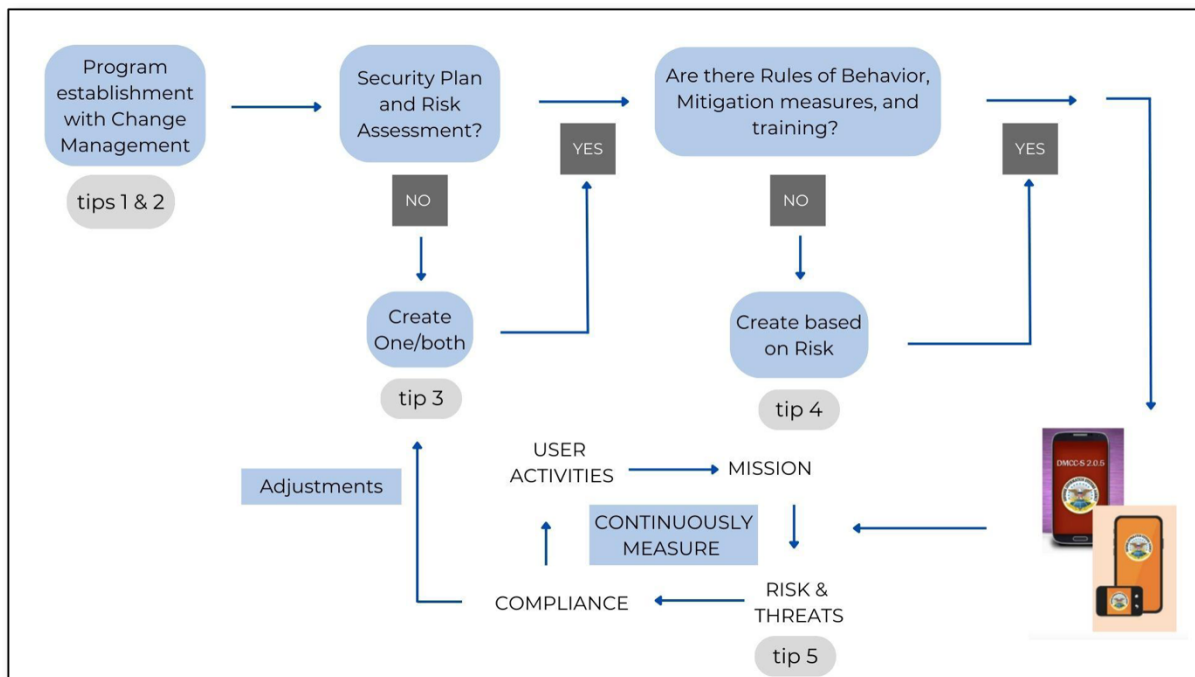 Program
establishment
with Change
Management
tips 1 & 2
Security Plan
and Risk
Assessment?
YES
NO
Create
One/both
tip 3
Are there Rules of Behavior,
Mitigation measures, and
training?
YES
NO
Create based
on Risk
tip 4
DMCC-S 2.0.5
Adjustments
USER
ACTIVITIES
MISSION
CONTINUOUSLY
MEASURE
COMPLIANCE
RISK &
THREATS
tip 5